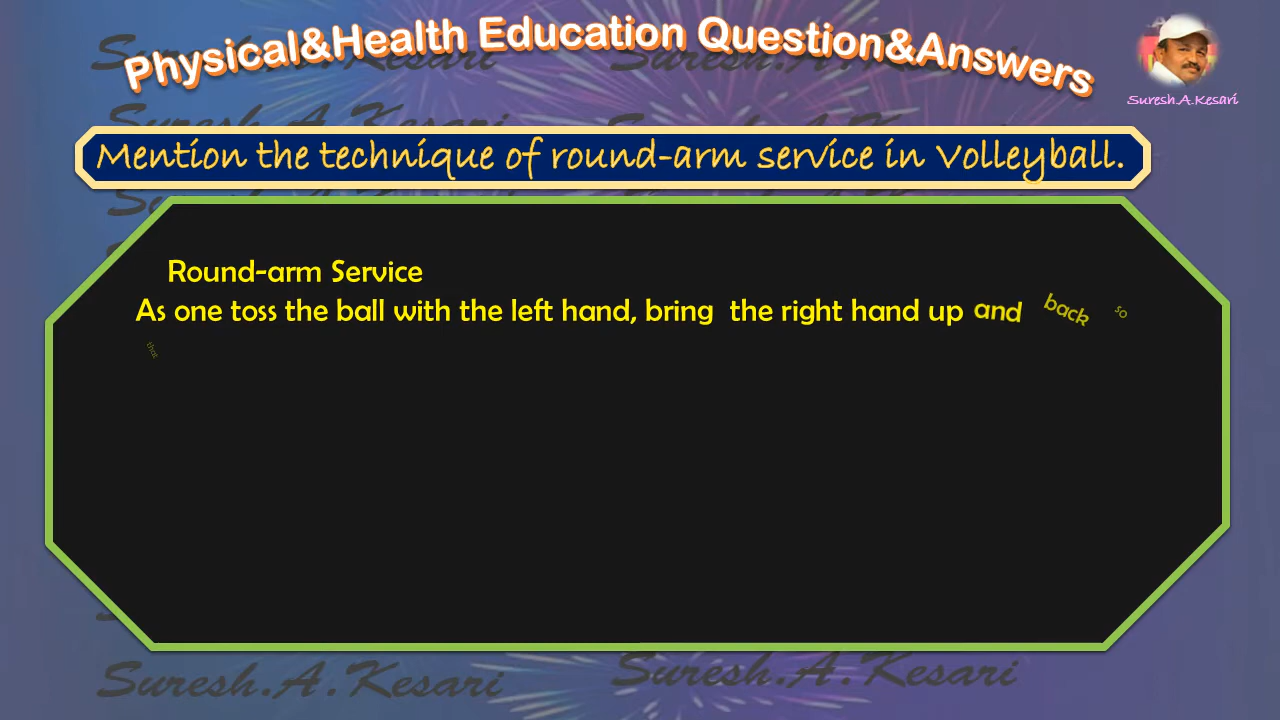 Physical&Health Education Question&Answers
Suresh.A.Kesari
Mention the technique of round-arm service in Volleyball.
Round-arm Service
As one toss the ball with the left hand, bring the right hand up and back so
that
Suresh.A.Kesari
Suresh.A.Kesari